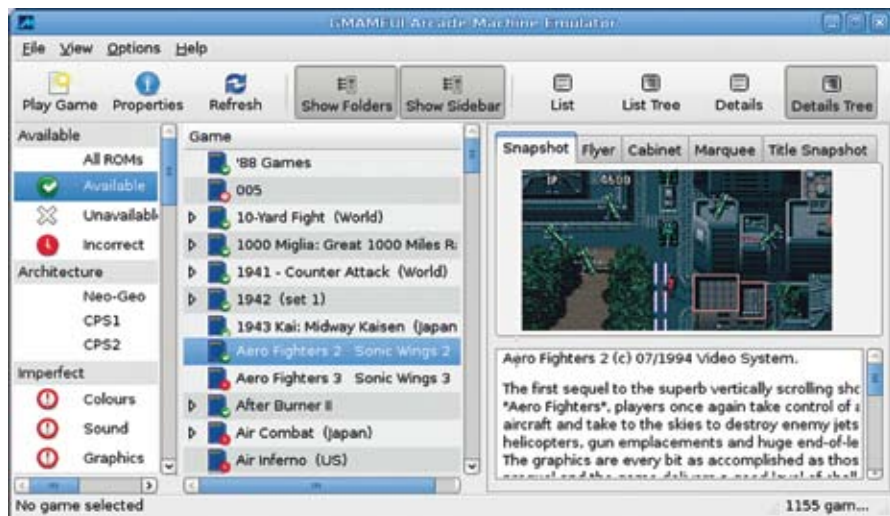 GMAMEUI Arcade Machine Emulator
File View Options Help
Play Game Properties Refresh Show Folders Show Sidebar List List Tree Details Details Tree
Available
All ROMs
Available
Unavailabl
Incorrect
Architecture
Neo-Geo
CPS1
CPS2
Imperfect
Colours
Sound
Graphics
Game
'88 Games
005
10-Yard Fight (World)
1000 Miglia: Great 1000 Miles R
1941 - Counter Attack (World)
1942 (set 1)
1943 Kai: Midway Kaisen (Japan
Aero Fighters 2 Sonic Wings 2
Aero Fighters 3 Sonic Wings 3
After Burner II
Air Combat (Japan)
Air Inferno (US)
Snapshot Flyer Cabinet Marquee Title Snapshot
1P 4600
Aero Fighters 2 (c) 07/1994 Video System.
The first sequel to the superb vertically scrolling sho
"Aero Fighters", players once again take control of a
aircraft and take to the skies to destroy enemy jets
helicopters, gun emplacements and huge end-of-le
The graphics are every bit as accomplished as thos
No game selected
1155 gam...